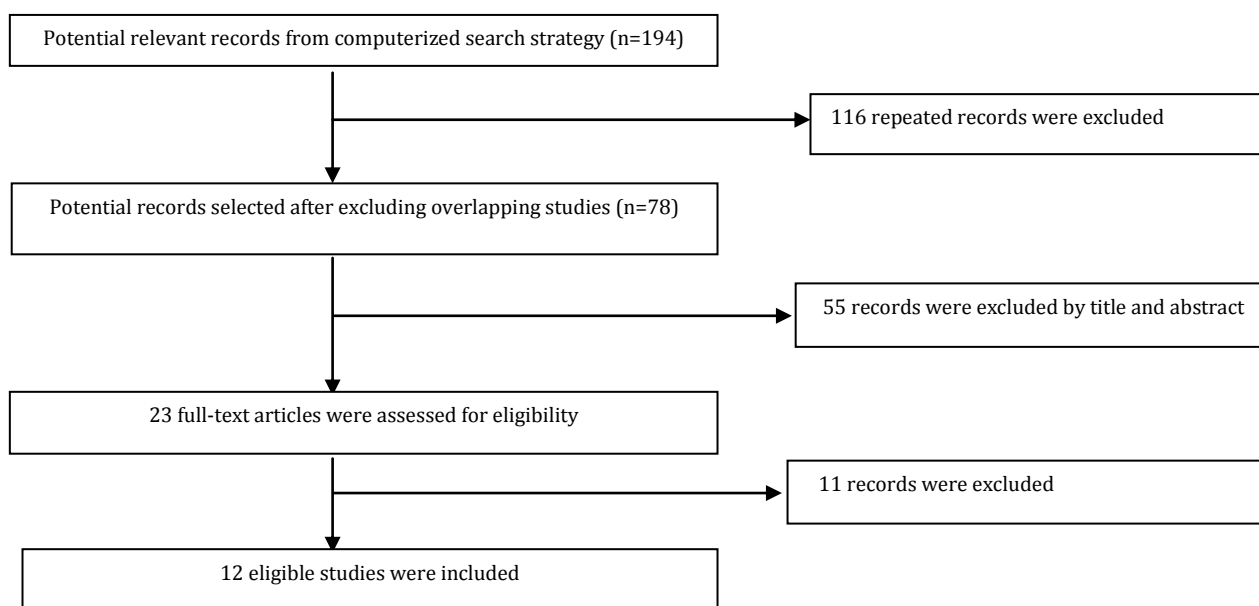 Potential relevant records from computerized search strategy (n=194)
116 repeated records were excluded
Potential records selected after excluding overlapping studies (n=78)
55 records were excluded by title and abstract
23 full-text articles were assessed for eligibility
11 records were excluded
12 eligible studies were included